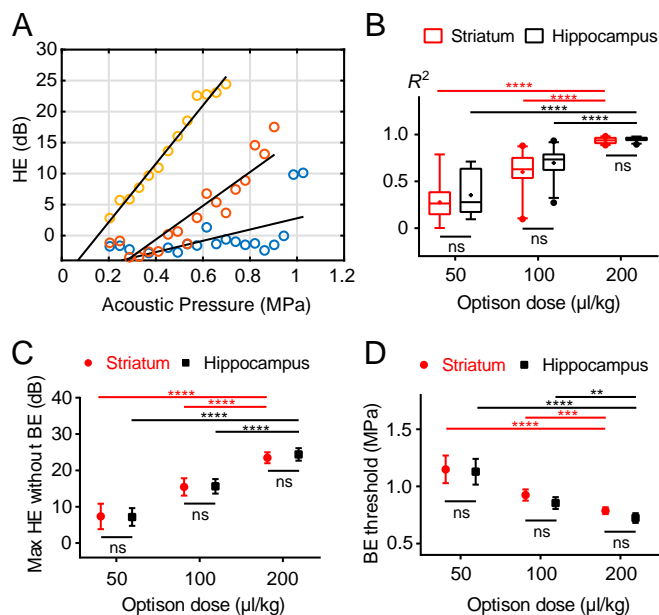 A
30
25
20
15
10
5
0
HE
(dB)
0 0.2 0.4 0.6 0.8 1 1.2
Acoustic Pressure (MPa)
B
Striatum Hippocampus
R2
****
****
****
****
1.0
0.5
0
ns
ns
ns
50 100 200
Optison dose (µl/kg)
C
Striatum Hippocampus
Max HE without BE (dB)
40
30
20
10
0
****
****
****
****
ns
ns
ns
50 100 200
Optison dose (µl/kg)
D
Striatum Hippocampus
BE threshold (MPa)
1.5
1.0
0.5
**
****
***
****
ns
ns
ns
50 100 200
Optison dose (µl/kg)